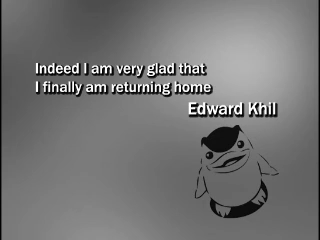 Indeed I am very glad that
I finally am returning home
Edward Khil